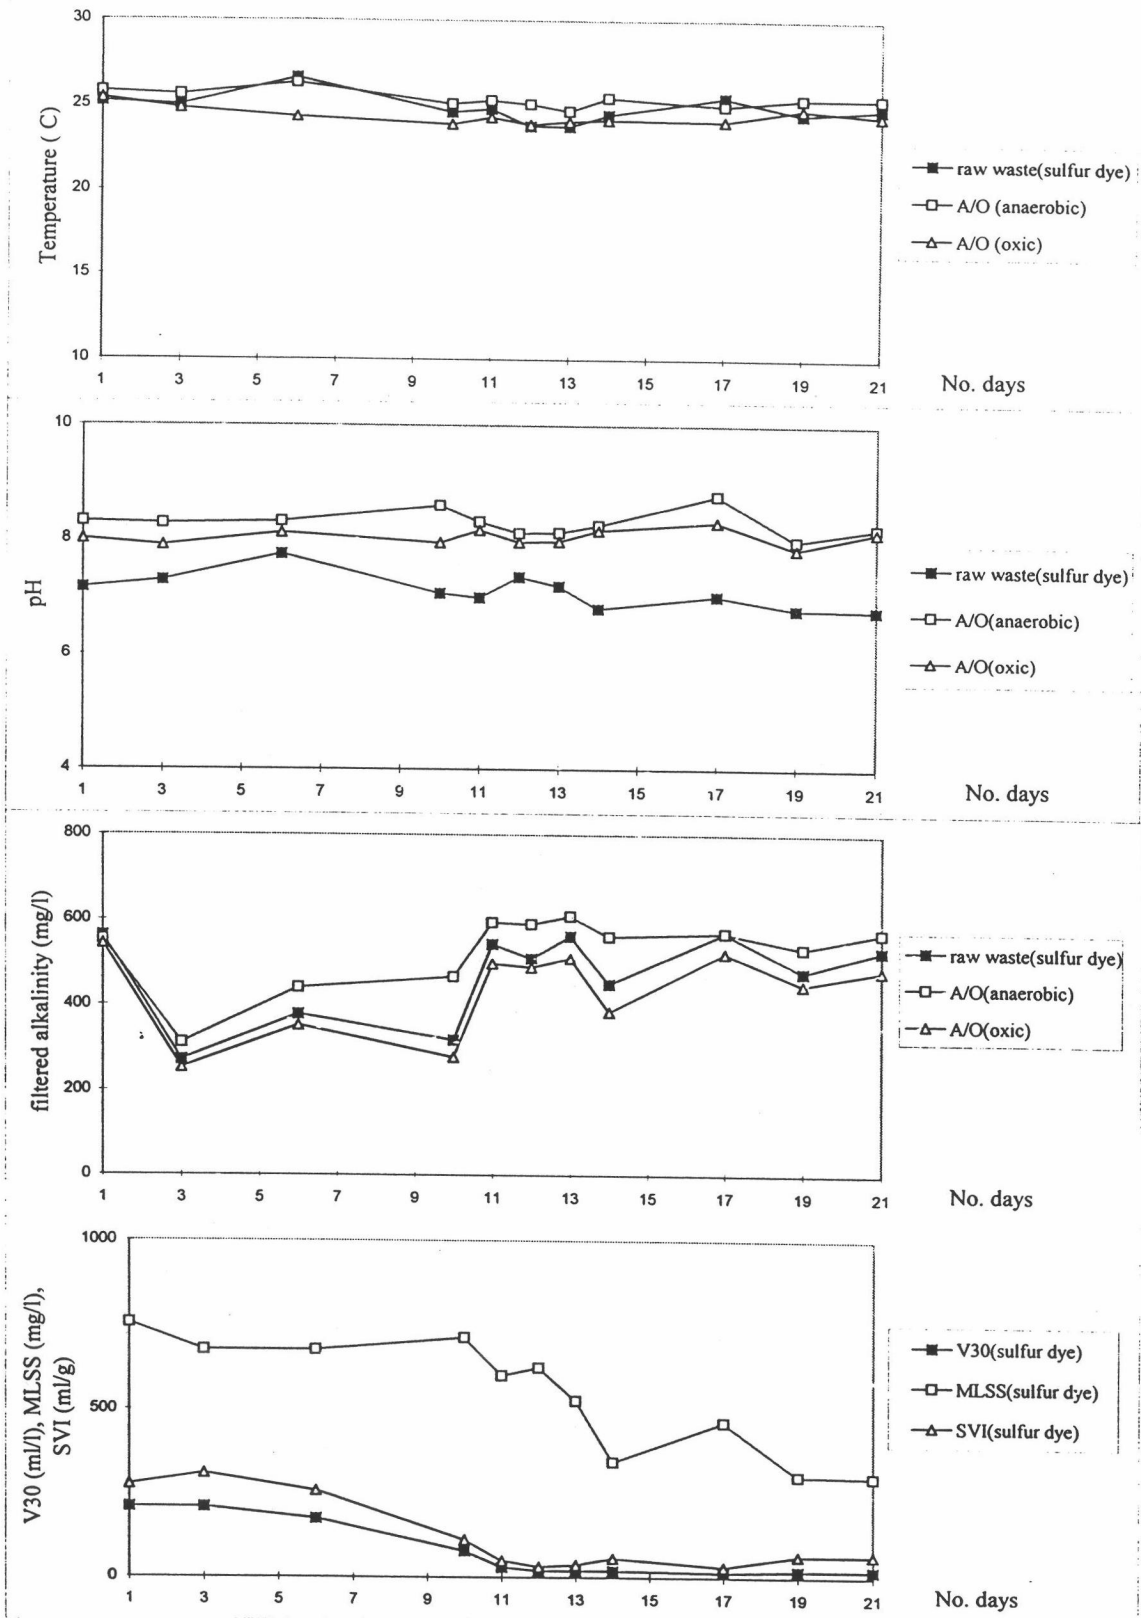 30
25
20
15
10
Temperature ( C)
1 3 5 7 9 11 13 15 17 19 21
No. days
raw waste(sulfur dye)
A/O (anaerobic)
A/O (oxic)
10
8
6
4
pH
1 3 5 7 9 11 13 15 17 19 21
No. days
raw waste(sulfur dye)
A/O(anaerobic)
A/O(oxic)
800
600
400
200
0
filtered alkalinity (mg/l)
1 3 5 7 9 11 13 15 17 19 21
No. days
raw waste(sulfur dye)
A/O(anaerobic)
A/O(oxic)
1000
500
0
V30 (ml/l), MLSS (mg/l),
SVI (ml/g)
1 3 5 7 9 11 13 15 17 19 21
No. days
V30(sulfur dye)
MLSS(sulfur dye)
SVI(sulfur dye)